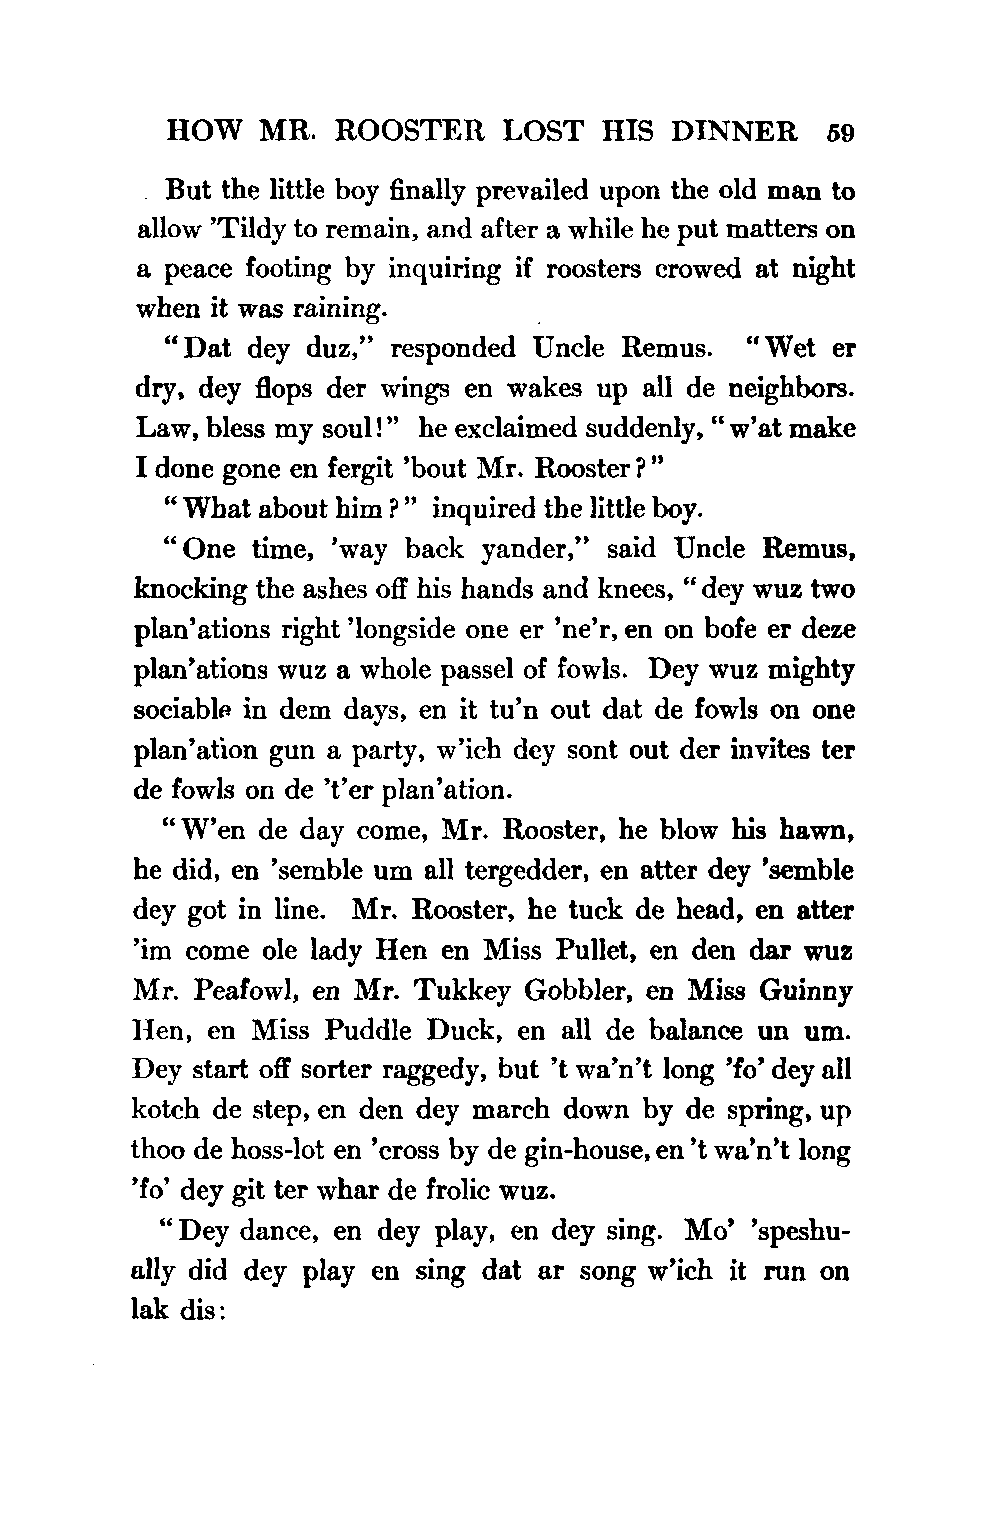 HOW MR. ROOSTER LOST HIS DINNER 59
But the little boy finally prevailed upon the old man to
allow 'Tildy to remain, and after a while he put matters on
a peace footing by inquiring if roosters crowed at night
when it was raining.
"Dat dey duz," responded Uncle Remus. "Wet er
dry, dey flops der wings en wakes up all de neighbors.
Law, bless my soul!" he exclaimed suddenly, "w'at make
I done gone en fergit 'bout Mr. Rooster?"
"What about him?" inquired the little boy.
"One time, 'way back yander," said Uncle Remus,
knocking the ashes off his hands and knees, "dey wuz two
plan'ations right 'longside one er 'ne'r, en on bofe er deze
plan'ations wuz a whole passel of fowls. Dey wuz mighty
sociable in dem days, en it tu'n out dat de fowls on one
plan'ation gun a party, w'ich dey sont out der invites ter
de fowls on de 't'er plan'ation.
"W'en de day come, Mr. Rooster, he blow his hawn,
he did, en 'semble um all tergedder, en atter dey 'semble
dey got in line. Mr. Rooster, he tuck de head, en atter
'im come ole lady Hen en Miss Pullet, en den dar wuz
Mr. Peafowl, en Mr. Tukkey Gobbler, en Miss Guinny
Hen, en Miss Puddle Duck, en all de balance un um.
Dey start off sorter raggedy, but 't wa'n't long 'fo' dey all
kotch de step, en den dey march down by de spring, up
thoo de hoss-lot en 'cross by de gin-house, en 't wa'n't long
'fo' dey git ter whar de frolic wuz.
"Dey dance, en dey play, en dey sing. Mo' 'speshu-
ally did dey play en sing dat ar song w'ich it run on
lak dis: